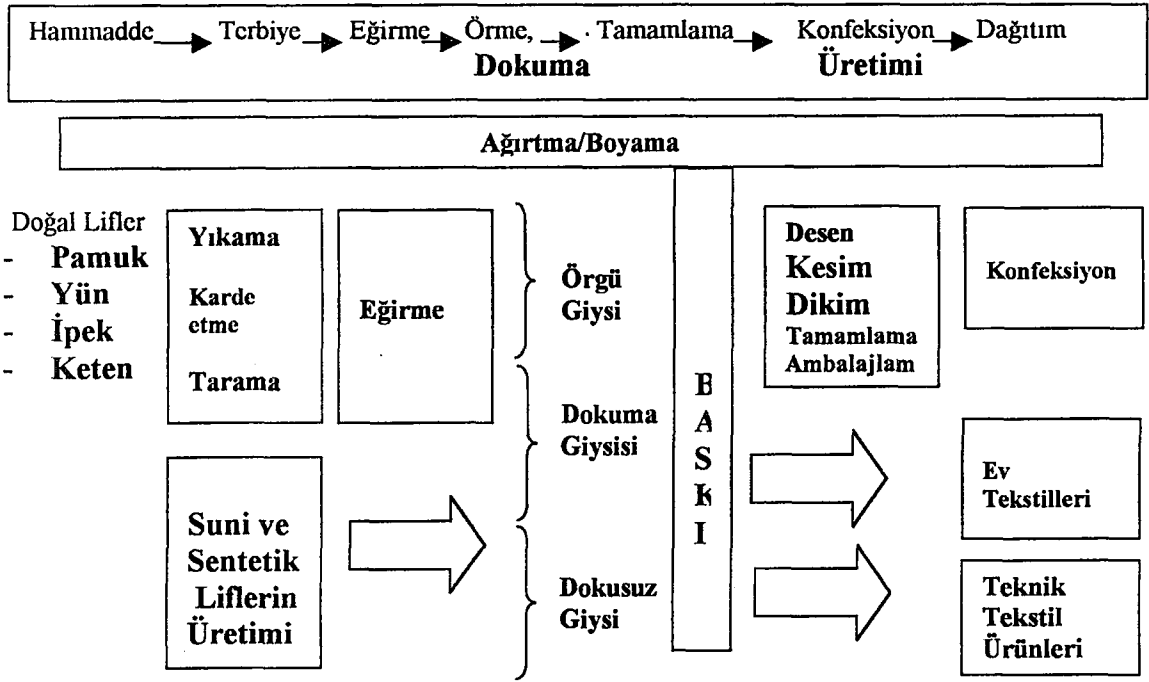 Hammadde Terbiye Eğirme Örme, Tamamlama Konfeksiyon Dağıtım
Dokuma Üretimi
Ağırtma/Boyama
Doğal Lifler
- Pamuk
- Yün
- İpek
- Keten
Yıkama
Karde
etme
Tarama
Eğirme
Suni ve
Sentetik
Liflerin
Üretimi
Örgü
Giysi
Dokuma
Giysisi
Dokusuz
Giysi
B
A
S
K
I
Desen
Kesim
Dikim
Tamamlama
Ambalajlam
Konfeksiyon
Ev
Tekstilleri
Teknik
Tekstil
Ürünleri